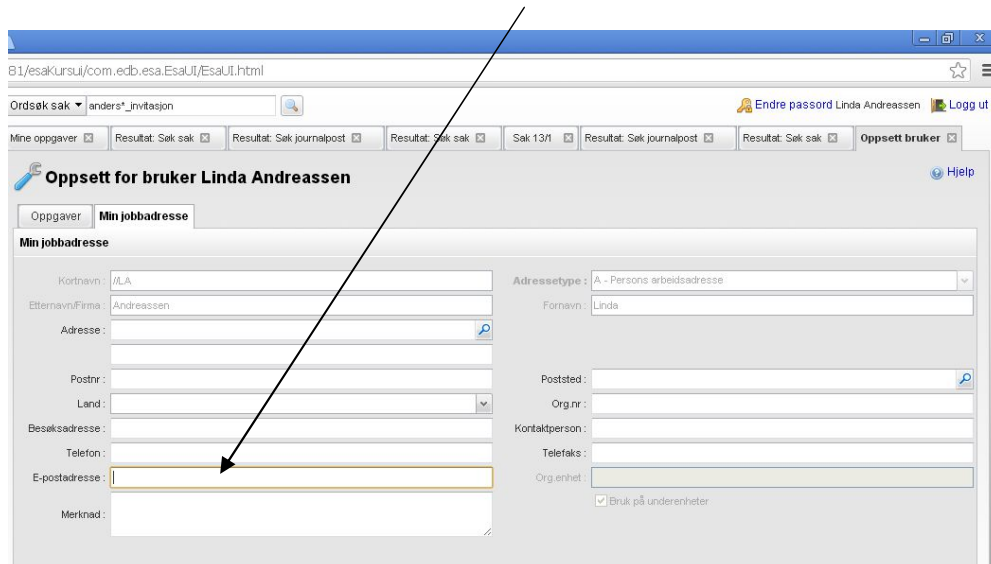 81/esaKursui/com.edb.esa.EsaUI/EsaUI.html
Ordsøk sak anders*_invitasjon Endre passord Linda Andreassen Logg ut
Mine oppgaver Resultat: Søk sak Resultat: Søk journalpost Resultat: Søk sak Sak 13/1 Resultat: Søk journalpost Resultat: Søk sak Oppsett bruker
Oppsett for bruker Linda Andreassen Hjelp
Oppgaver Min jobbadresse
Min jobbadresse
Kortnavn : //LA Adressetype : A - Persons arbeidsadresse
Etternavn/Firma : Andreassen Fornavn : Linda
Adresse :
Postnr : Poststed :
Land : Org.nr :
Besøksadresse : Kontaktperson :
Telefon : Telefaks :
E-postadresse : Org.enhet :
Bruk på underenheter
Merknad :